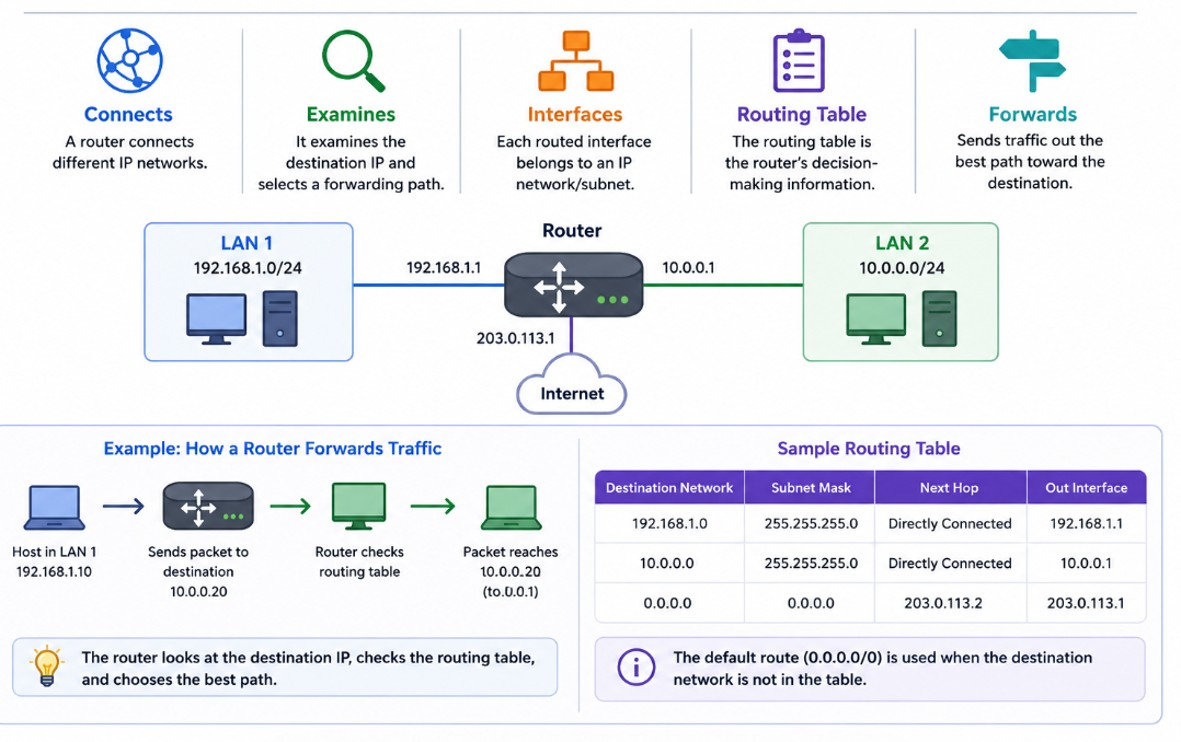 Connects
A router connects
different IP networks.
Examines
It examines the
destination IP and
selects a forwarding path.
Interfaces
Each routed interface
belongs to an IP
network/subnet.
Routing Table
The routing table is
the router's decision-
making information.
Forwards
Sends traffic out the
best path toward the
destination.
LAN 1
192.168.1.0/24
192.168.1.1
Router
10.0.0.1
LAN 2
10.0.0.0/24
203.0.113.1
Internet
Example: How a Router Forwards Traffic
Host in LAN 1
192.168.1.10
Sends packet to
destination
10.0.0.20
Router checks
routing table
Packet reaches
10.0.0.20
(to.0.0.1)
The router looks at the destination IP, checks the routing table,
and chooses the best path.
Sample Routing Table
Destination Network Subnet Mask Next Hop Out Interface
192.168.1.0 255.255.255.0 Directly Connected 192.168.1.1
10.0.0.0 255.255.255.0 Directly Connected 10.0.0.1
0.0.0.0 0.0.0.0 203.0.113.2 203.0.113.1
The default route (0.0.0.0/0) is used when the destination
network is not in the table.